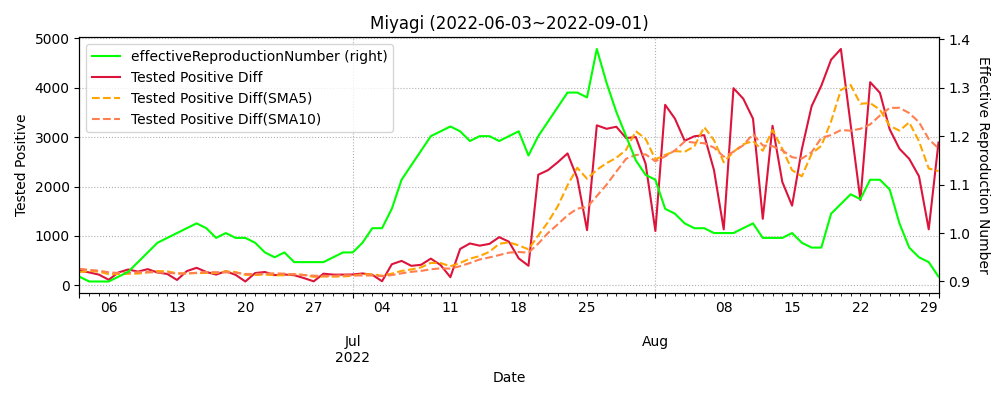 Miyagi (2022-06-03~2022-09-01)
effectiveReproductionNumber (right)
Tested Positive Diff
Tested Positive Diff(SMA5)
Tested Positive Diff(SMA10)
Tested Positive
5000
4000
3000
2000
1000
0
1.4
1.3
1.2
1.1
1.0
0.9
Effective Reproduction Number
06 13 20 27 04 11 18 25 08 15 22 29
Jul Aug
2022
Date